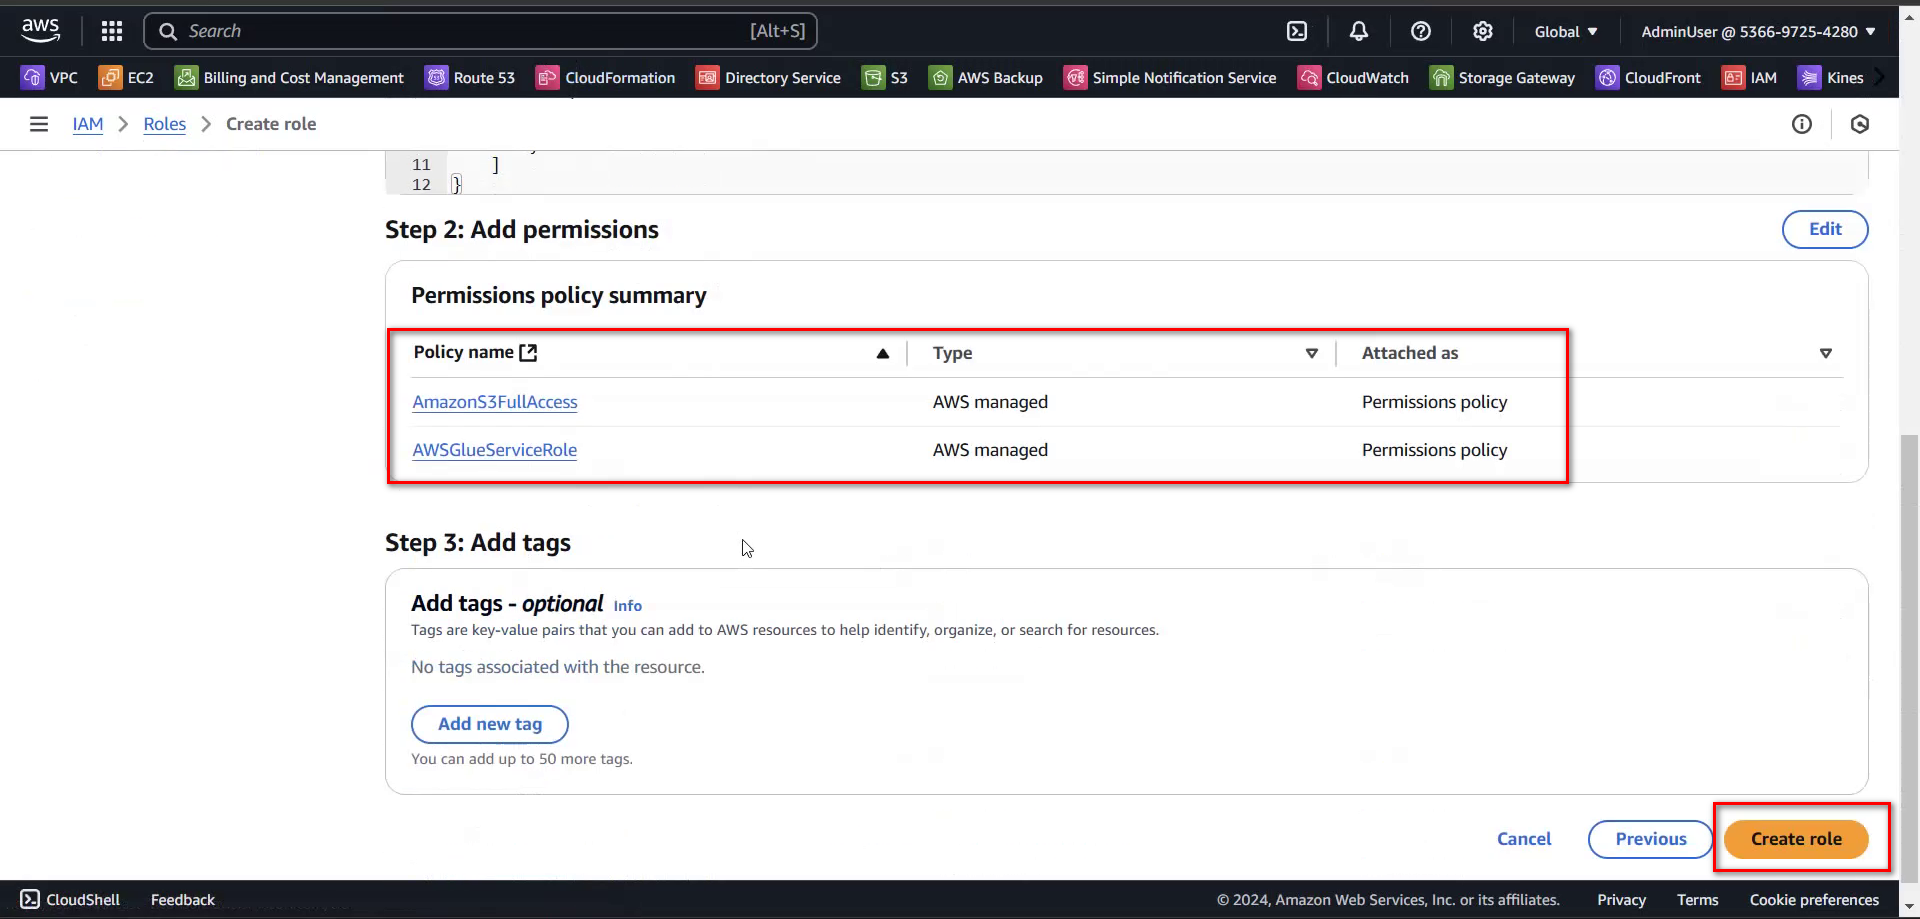 aws
Search [Alt+S] Global AdminUser @ 5366-9725-4280
VPC EC2 Billing and Cost Management Route 53 CloudFormation Directory Service S3 AWS Backup Simple Notification Service CloudWatch Storage Gateway CloudFront IAM Kines
IAM > Roles > Create role
11 ]
12 }
Step 2: Add permissions Edit
Permissions policy summary
Policy name Type Attached as
AmazonS3FullAccess AWS managed Permissions policy
AWSGlueServiceRole AWS managed Permissions policy
Step 3: Add tags
Add tags - optional Info
Tags are key-value pairs that you can add to AWS resources to help identify, organize, or search for resources.
No tags associated with the resource.
Add new tag
You can add up to 50 more tags.
Cancel Previous Create role
CloudShell Feedback © 2024, Amazon Web Services, Inc. or its affiliates. Privacy Terms Cookie preferences